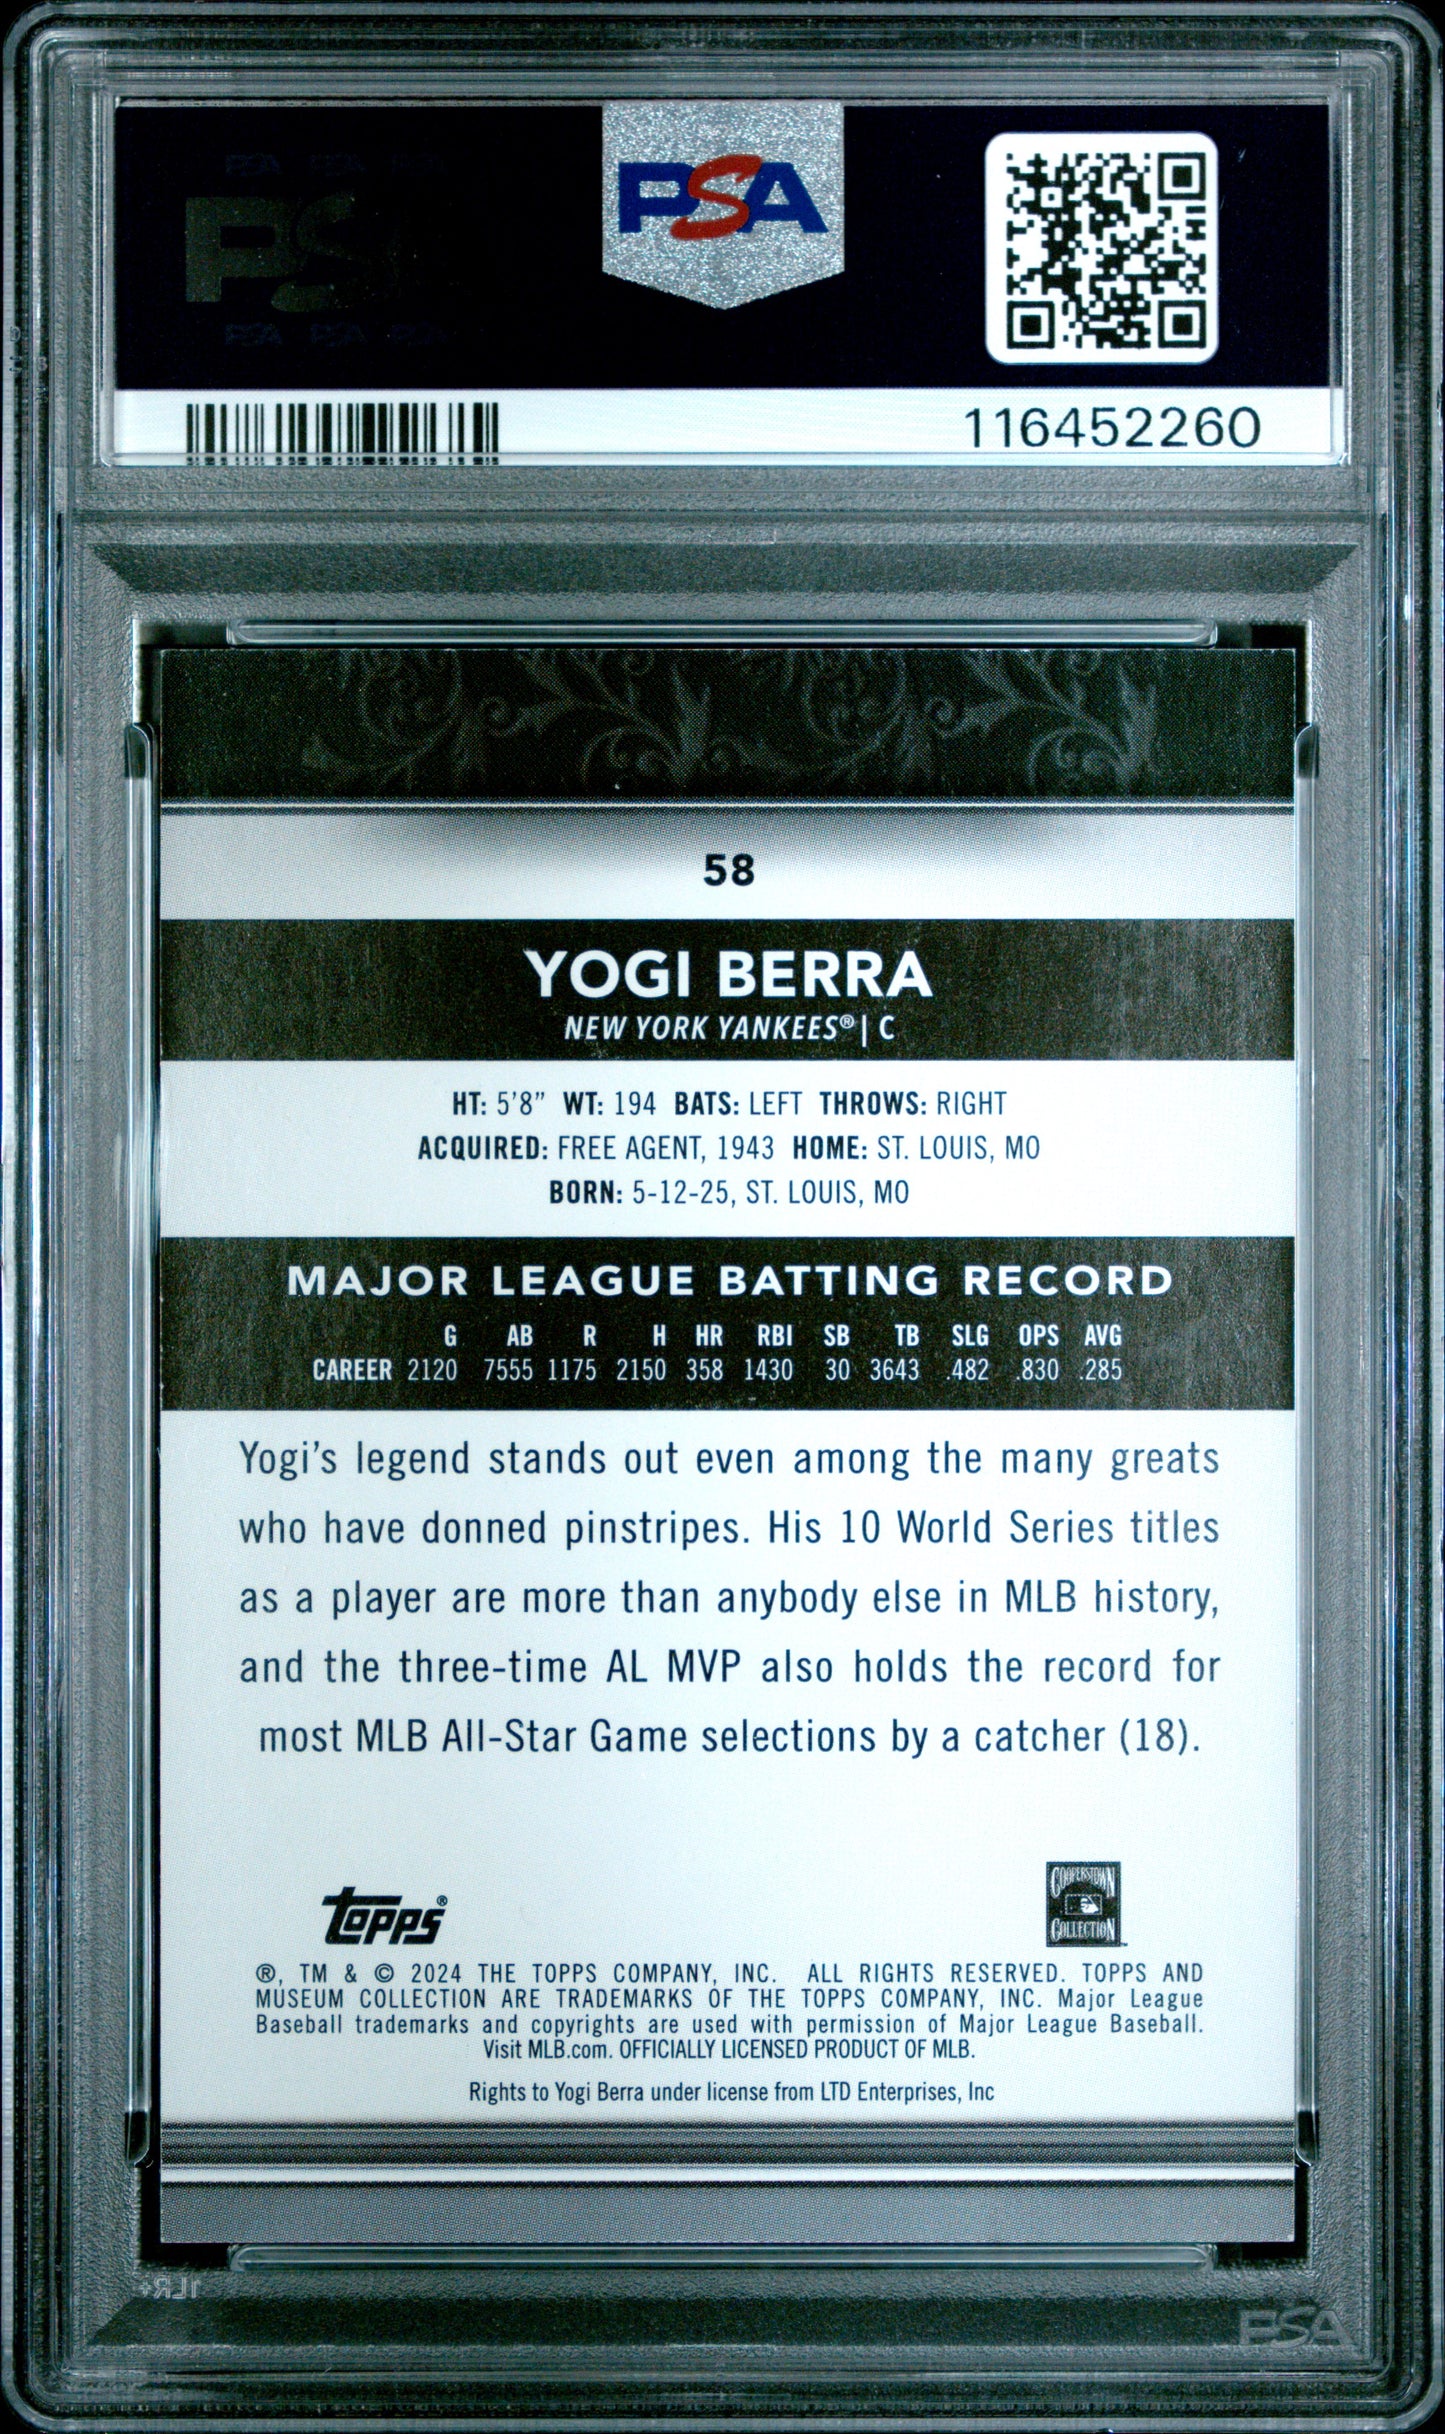 PSA
116452260
58
YOGI BERRA
NEW YORK YANKEES® | C
HT: 5'8" WT: 194 BATS: LEFT THROWS: RIGHT
ACQUIRED: FREE AGENT, 1943 HOME: ST. LOUIS, MO
BORN: 5-12-25, ST. LOUIS, MO
MAJOR LEAGUE BATTING RECORD
G AB R H HR RBI SB TB SLG OPS AVG
CAREER 2120 7555 1175 2150 358 1430 30 3643 .482 .830 .285
Yogi's legend stands out even among the many greats
who have donned pinstripes. His 10 World Series titles
as a player are more than anybody else in MLB history,
and the three-time AL MVP also holds the record for
most MLB All-Star Game selections by a catcher (18).
Topps®
COOPERSTOWN
COLLECTION™
®, TM & © 2024 THE TOPPS COMPANY, INC. ALL RIGHTS RESERVED. TOPPS AND
MUSEUM COLLECTION ARE TRADEMARKS OF THE TOPPS COMPANY, INC. Major League
Baseball trademarks and copyrights are used with permission of Major League Baseball.
Visit MLB.com. OFFICIALLY LICENSED PRODUCT OF MLB.
Rights to Yogi Berra under license from LTD Enterprises, Inc
1LR+
PSA